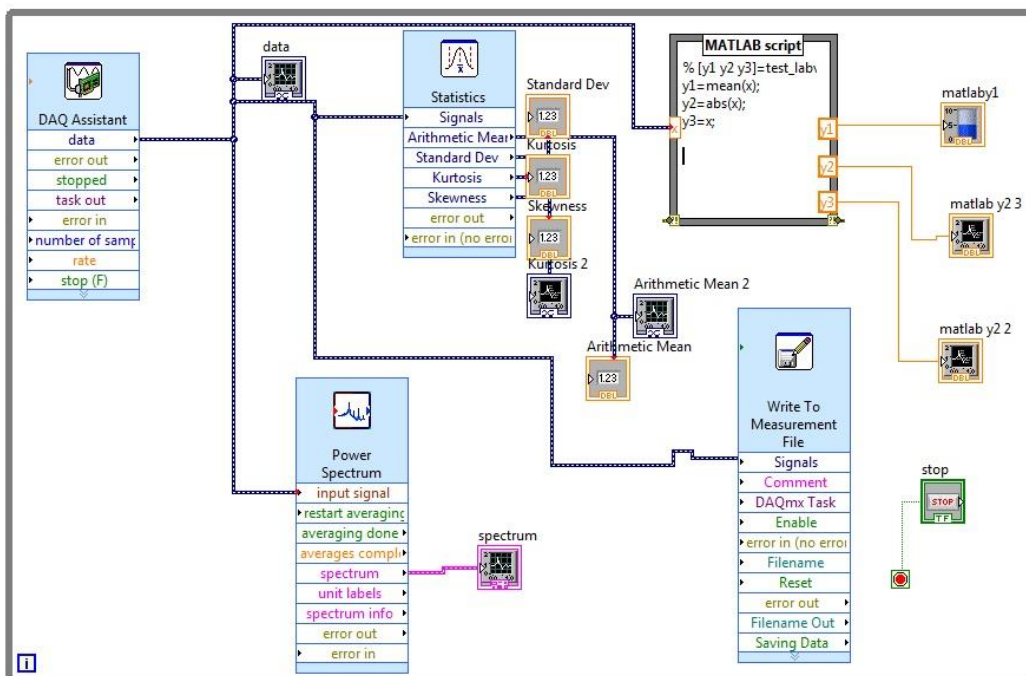 data
DAQ Assistant
data
error out
stopped
task out
error in
number of samp
rate
stop (F)
Statistics
Signals
Arithmetic Mean
Standard Dev
Kurtosis
Skewness
error out
error in (no error
Standard Dev
1.23
DBL
Kurtosis
1.23
DBL
Skewness
1.23
DBL
Kurtosis 2
Arithmetic Mean 2
Arithmetic Mean
1.23
DBL
MATLAB script
% [y1 y2 y3]=test_labv
y1=mean(x);
y2=abs(x);
y3=x;
x
y1
y2
y3
matlaby1
DBL
matlab y2 3
DBL
matlab y2 2
DBL
Power
Spectrum
input signal
restart averaging
averaging done
averages compl
spectrum
unit labels
spectrum info
error out
error in
spectrum
Write To
Measurement
File
Signals
Comment
DAQmx Task
Enable
error in (no error
Filename
Reset
error out
Filename Out
Saving Data
stop
STOP
TF
i